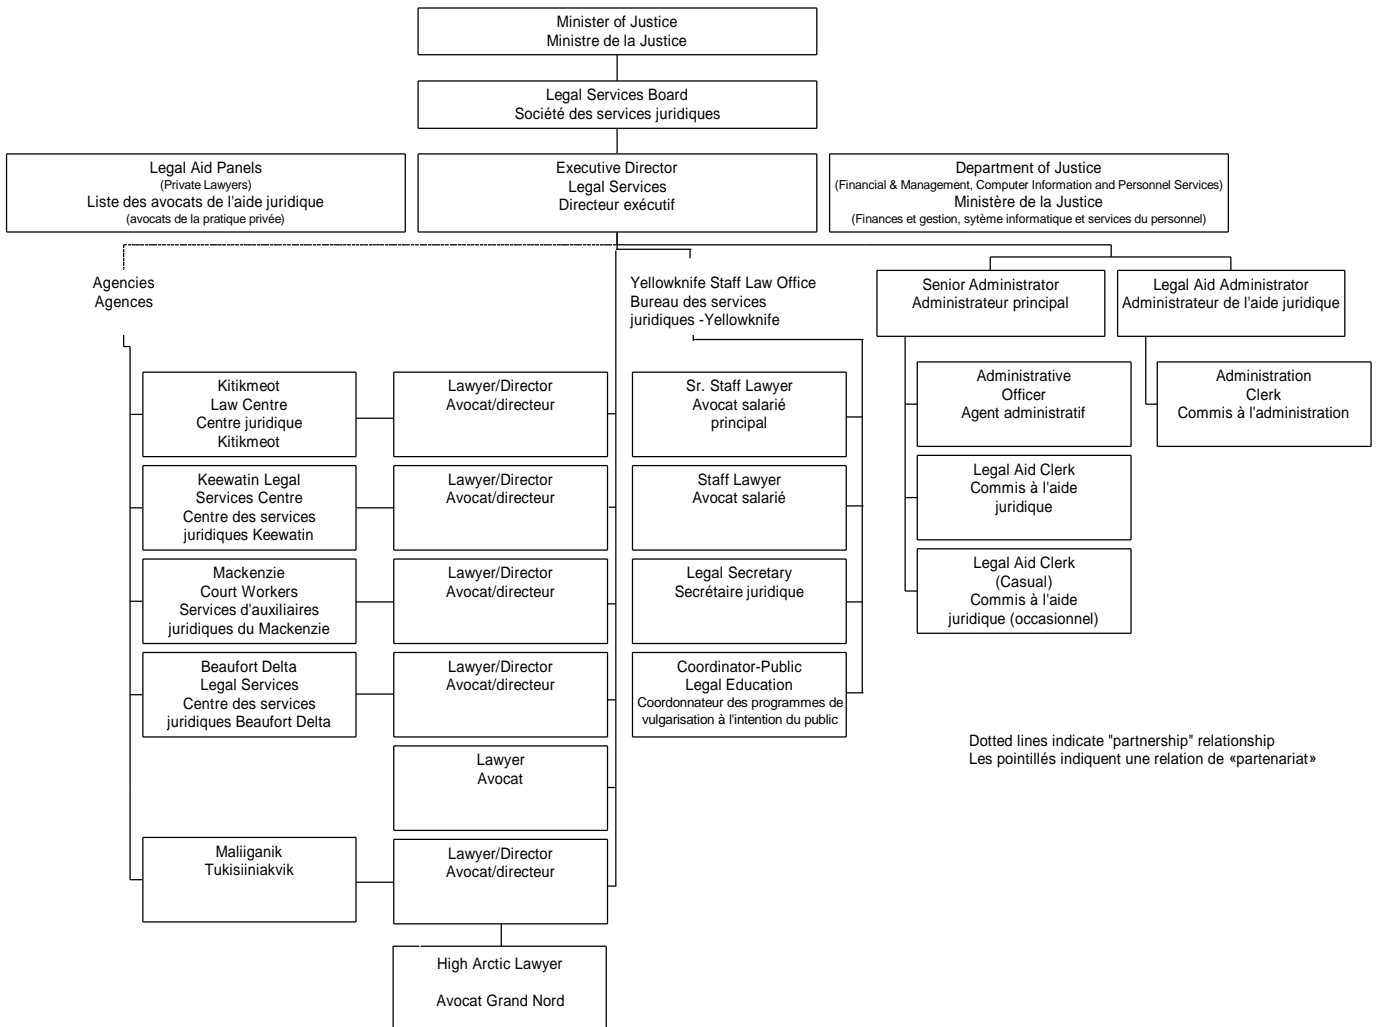 Minister of Justice
Ministre de la Justice
Legal Services Board
Société des services juridiques
Legal Aid Panels
(Private Lawyers)
Liste des avocats de l'aide juridique
(avocats de la pratique privée)
Executive Director
Legal Services
Directeur exécutif
Department of Justice
(Financial & Management, Computer Information and Personnel Services)
Ministère de la Justice
(Finances et gestion, sytème informatique et services du personnel)
Agencies
Agences
Yellowknife Staff Law Office
Bureau des services
juridiques -Yellowknife
Senior Administrator
Administrateur principal
Legal Aid Administrator
Administrateur de l'aide juridique
Kitikmeot
Law Centre
Centre juridique
Kitikmeot
Lawyer/Director
Avocat/directeur
Sr. Staff Lawyer
Avocat salarié
principal
Administrative
Officer
Agent administratif
Administration
Clerk
Commis à l'administration
Keewatin Legal
Services Centre
Centre des services
juridiques Keewatin
Lawyer/Director
Avocat/directeur
Staff Lawyer
Avocat salarié
Legal Aid Clerk
Commis à l'aide
juridique
Mackenzie
Court Workers
Services d'auxiliaires
juridiques du Mackenzie
Lawyer/Director
Avocat/directeur
Legal Secretary
Secrétaire juridique
Legal Aid Clerk
(Casual)
Commis à l'aide
juridique (occasionnel)
Beaufort Delta
Legal Services
Centre des services
juridiques Beaufort Delta
Lawyer/Director
Avocat/directeur
Coordinator-Public
Legal Education
Coordonnateur des programmes de
vulgarisation à l'intention du public
Dotted lines indicate "partnership" relationship
Les pointillés indiquent une relation de «partenariat»
Lawyer
Avocat
Maliiganik
Tukisiiniakvik
Lawyer/Director
Avocat/directeur
High Arctic Lawyer
Avocat Grand Nord